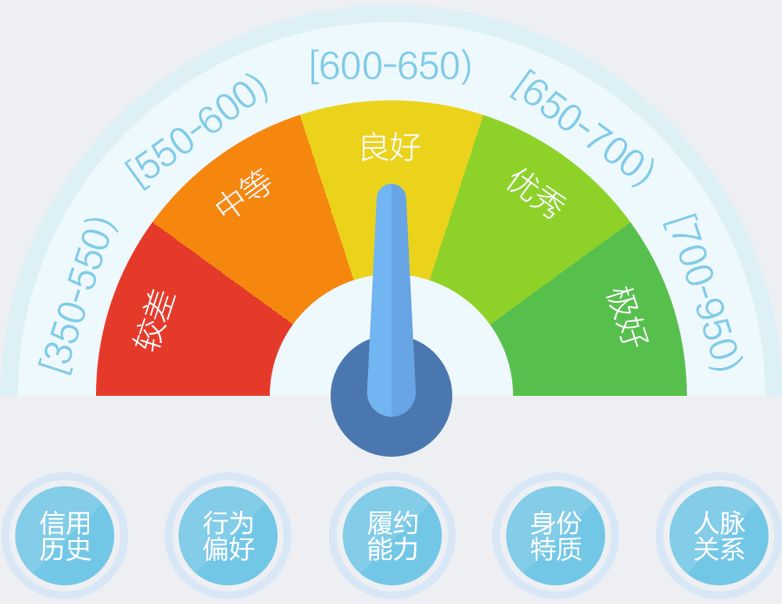 [350-550)
[550-600)
[600-650)
[650-700)
[700-950)
较差
中等
良好
优秀
极好
信用
历史
行为
偏好
履约
能力
身份
特质
人脉
关系